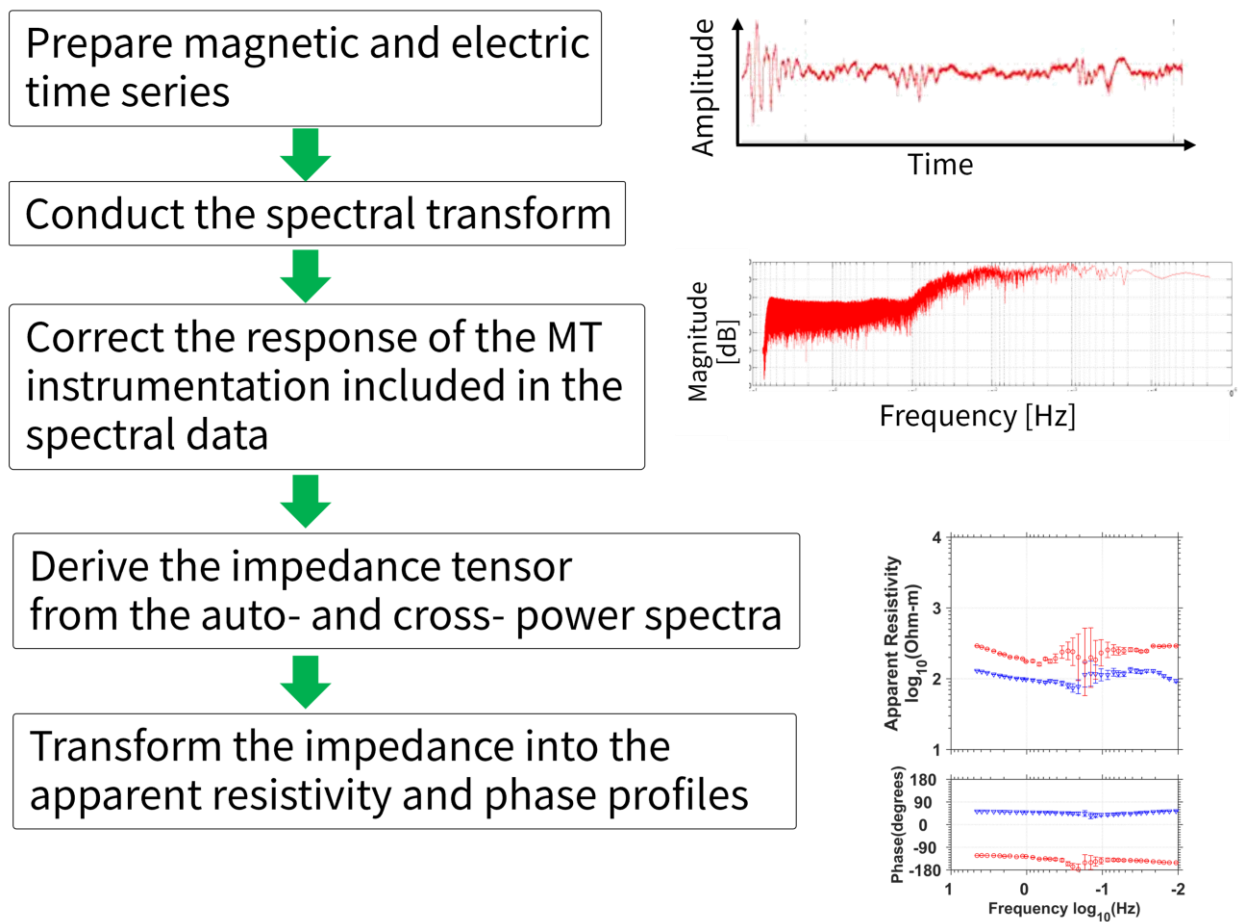 Prepare magnetic and electric
time series
Conduct the spectral transform
Correct the response of the MT
instrumentation included in the
spectral data
Derive the impedance tensor
from the auto- and cross- power spectra
Transform the impedance into the
apparent resistivity and phase profiles
Amplitude
Time
Magnitude
[dB]
Frequency [Hz]
Apparent Resistivity
log10(Ohm-m)
4
3
2
1
Phase(degrees)
180
90
0
-90
-180
1 0 -1 -2
Frequency log10(Hz)